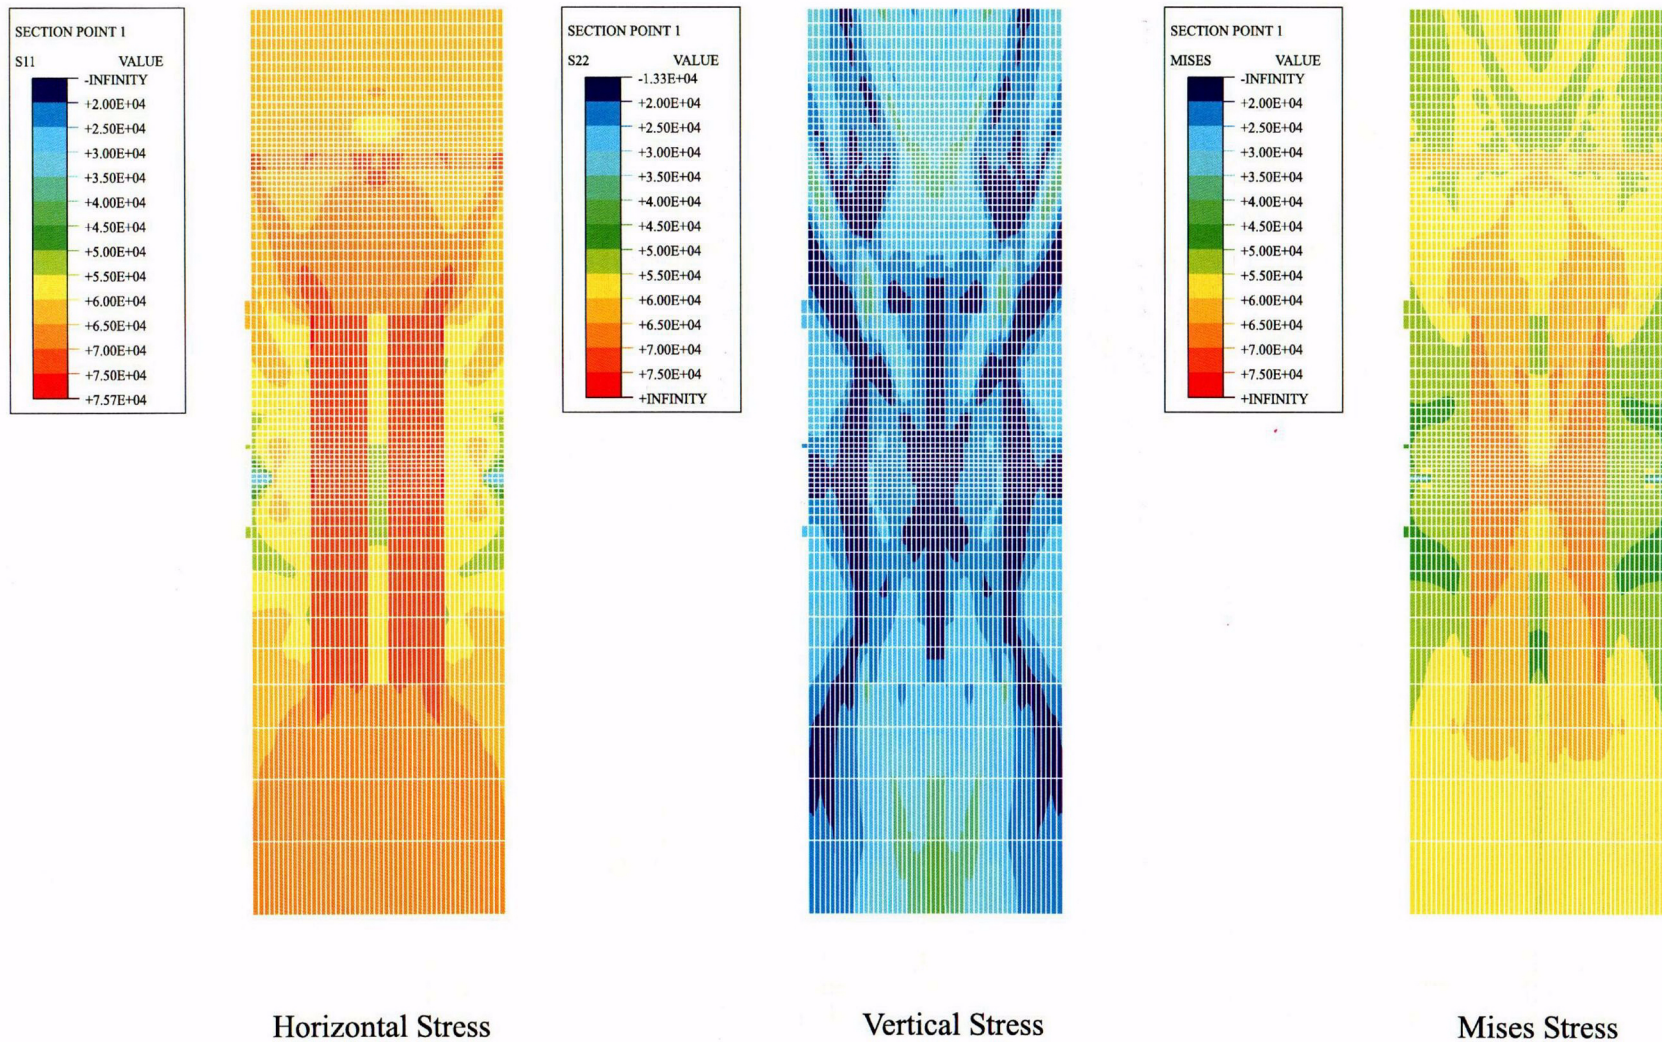 SECTION POINT 1
S11 VALUE
-INFINITY
+2.00E+04
+2.50E+04
+3.00E+04
+3.50E+04
+4.00E+04
+4.50E+04
+5.00E+04
+5.50E+04
+6.00E+04
+6.50E+04
+7.00E+04
+7.50E+04
+7.57E+04
SECTION POINT 1
S22 VALUE
-1.33E+04
+2.00E+04
+2.50E+04
+3.00E+04
+3.50E+04
+4.00E+04
+4.50E+04
+5.00E+04
+5.50E+04
+6.00E+04
+6.50E+04
+7.00E+04
+7.50E+04
+INFINITY
SECTION POINT 1
MISES VALUE
-INFINITY
+2.00E+04
+2.50E+04
+3.00E+04
+3.50E+04
+4.00E+04
+4.50E+04
+5.00E+04
+5.50E+04
+6.00E+04
+6.50E+04
+7.00E+04
+7.50E+04
+INFINITY
Horizontal Stress
Vertical Stress
Mises Stress